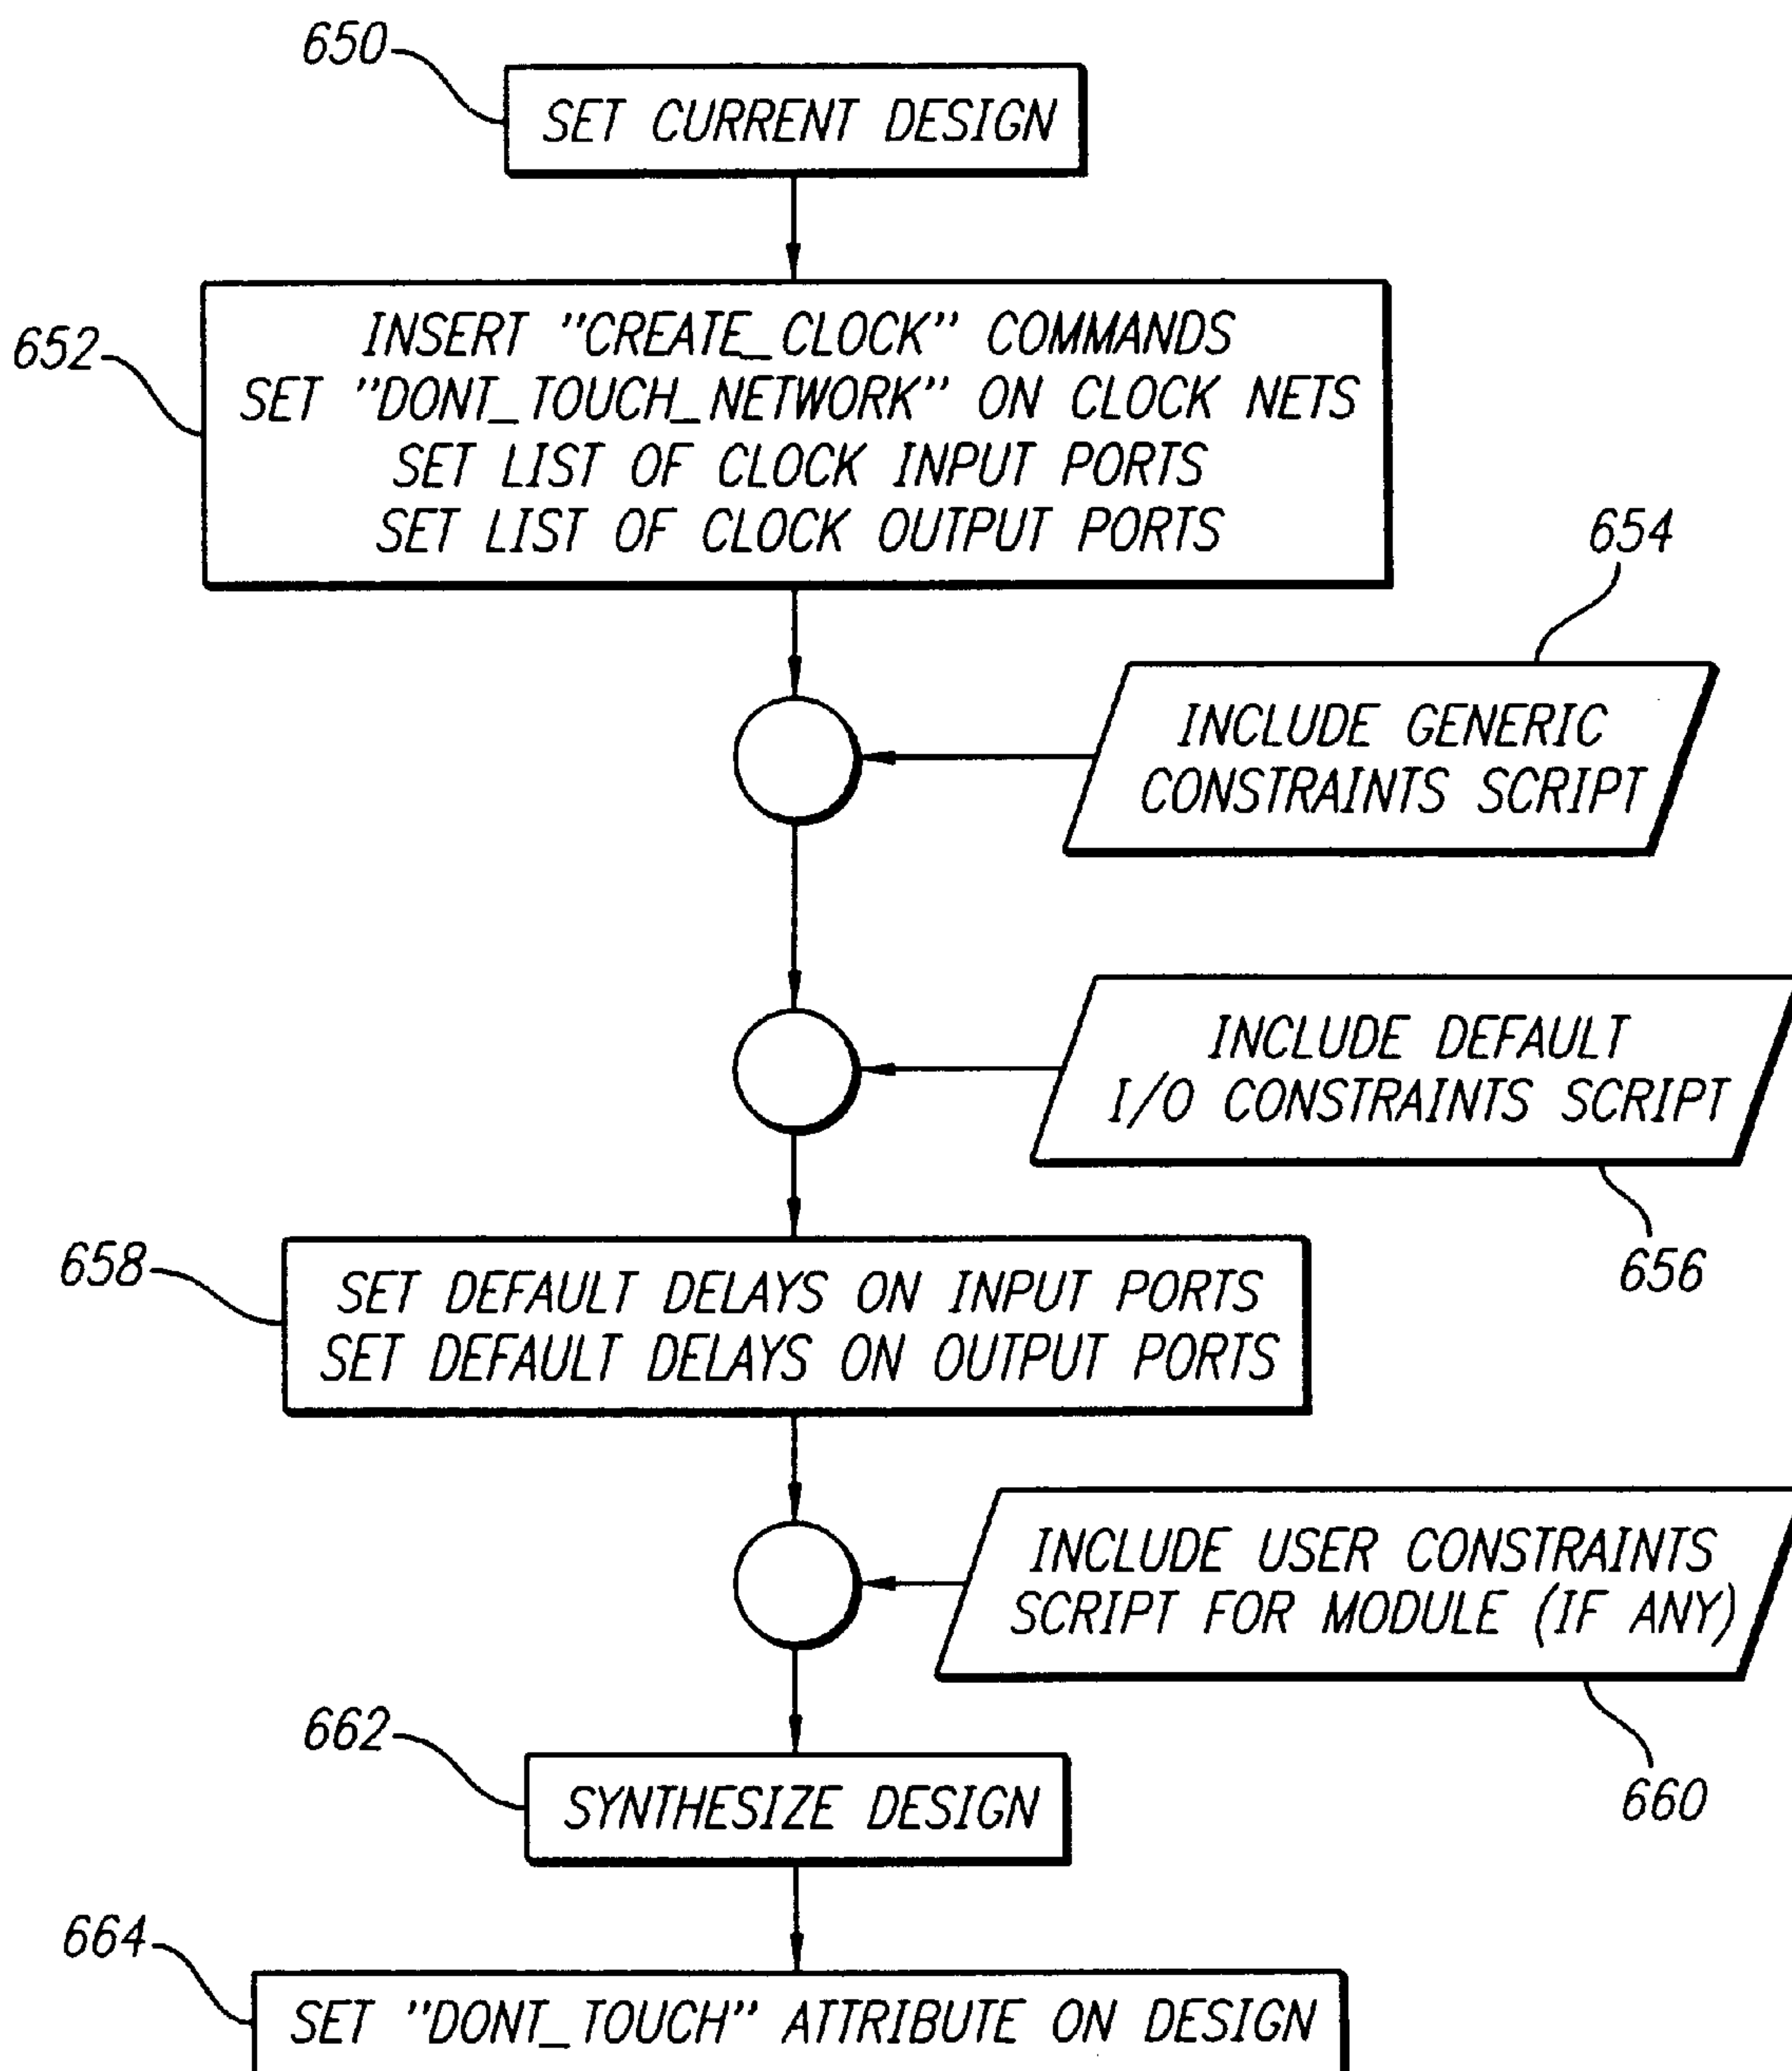 650
SET CURRENT DESIGN
652
INSERT "CREATE_CLOCK" COMMANDS
SET "DONT_TOUCH_NETWORK" ON CLOCK NETS
SET LIST OF CLOCK INPUT PORTS
SET LIST OF CLOCK OUTPUT PORTS
654
INCLUDE GENERIC
CONSTRAINTS SCRIPT
INCLUDE DEFAULT
I/O CONSTRAINTS SCRIPT
656
658
SET DEFAULT DELAYS ON INPUT PORTS
SET DEFAULT DELAYS ON OUTPUT PORTS
INCLUDE USER CONSTRAINTS
SCRIPT FOR MODULE (IF ANY)
660
662
SYNTHESIZE DESIGN
664
SET "DONT_TOUCH" ATTRIBUTE ON DESIGN